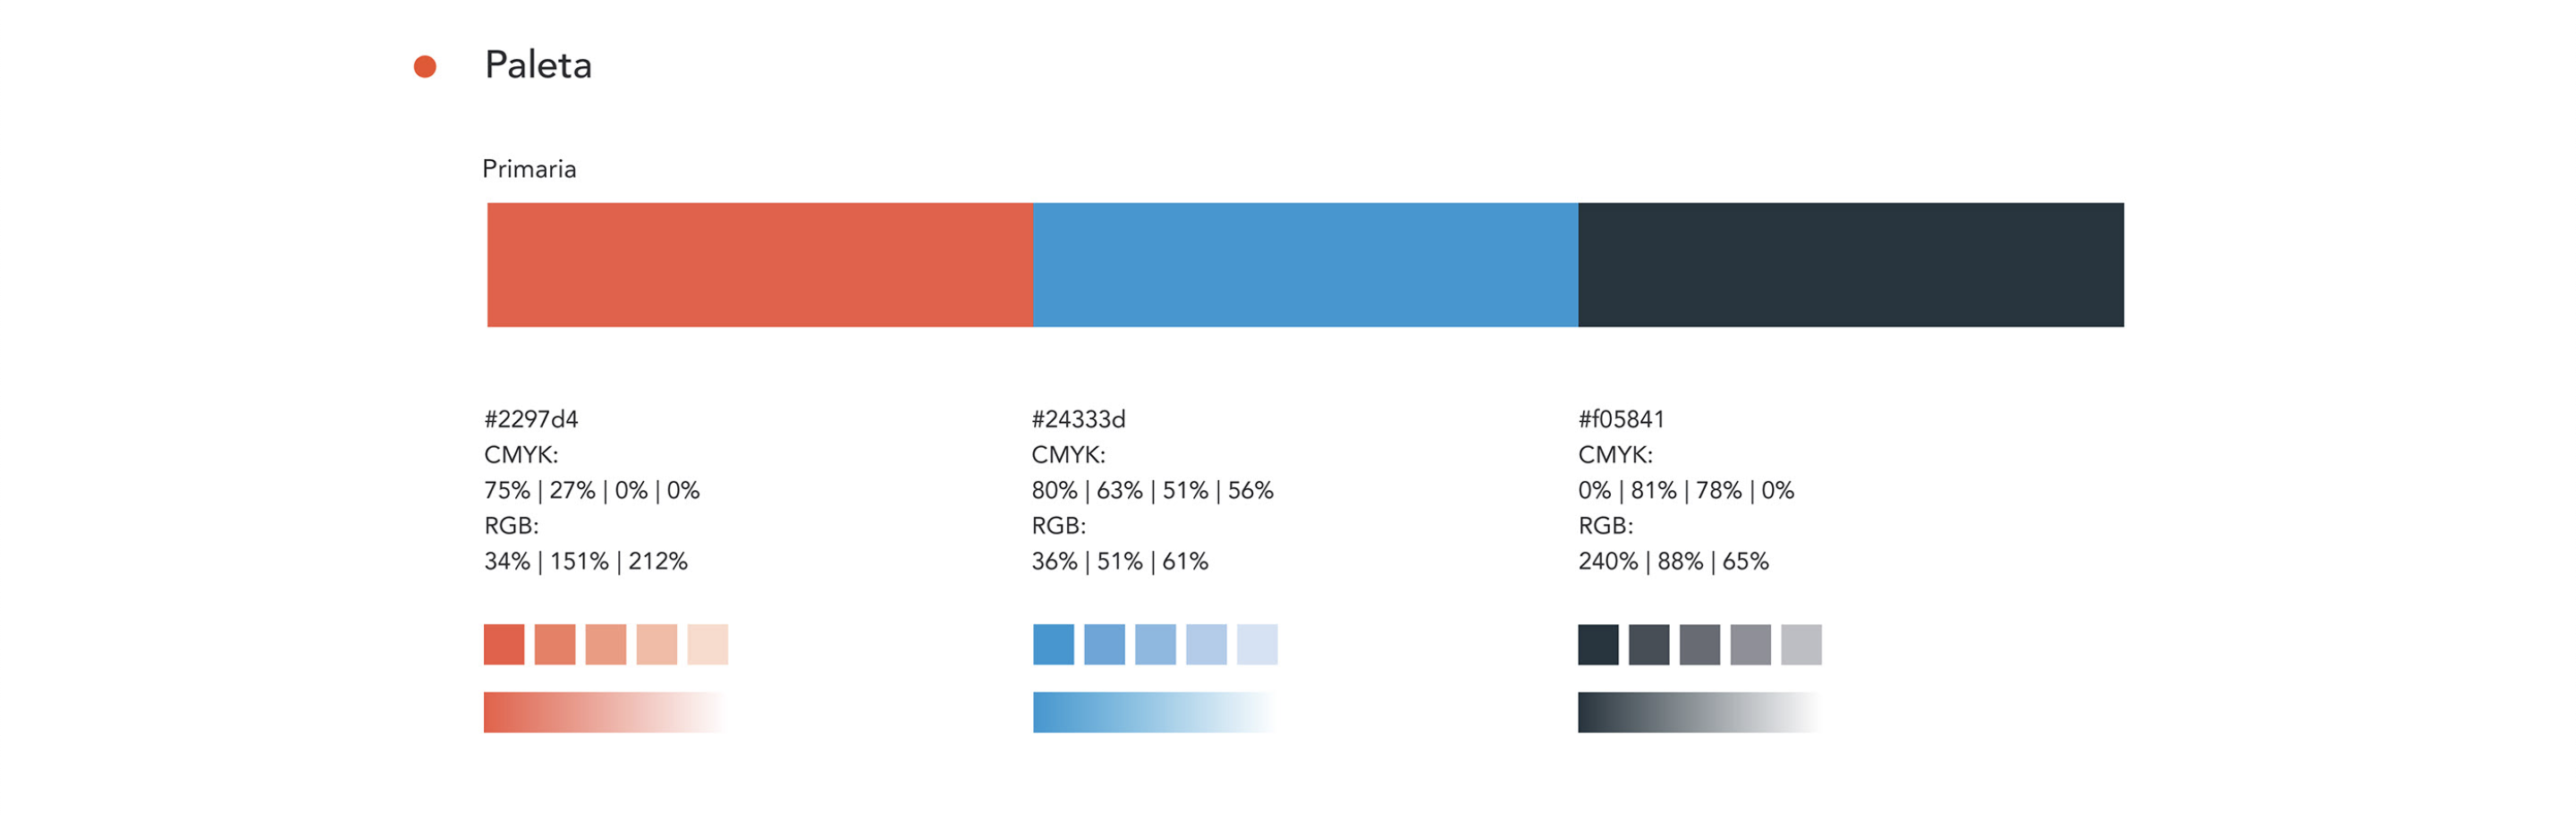 Paleta
Primaria
#2297d4
CMYK:
75% | 27% | 0% | 0%
RGB:
34% | 151% | 212%
#24333d
CMYK:
80% | 63% | 51% | 56%
RGB:
36% | 51% | 61%
#f05841
CMYK:
0% | 81% | 78% | 0%
RGB:
240% | 88% | 65%